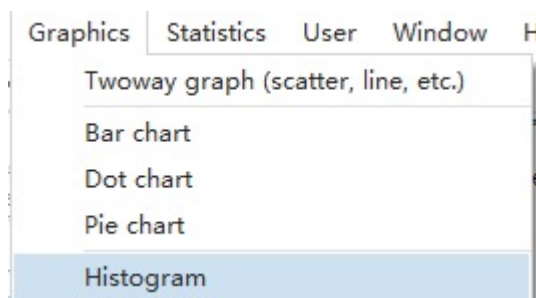 Graphics Statistics User Window H
Twoway graph (scatter, line, etc.)
Bar chart
Dot chart
Pie chart
Histogram